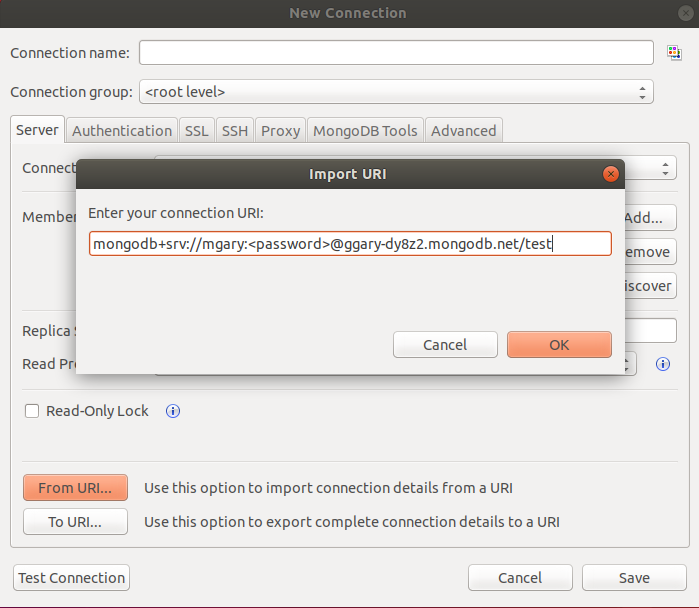 New Connection
Connection name:
Connection group: <root level>
Server Authentication SSL SSH Proxy MongoDB Tools Advanced
Connect
Import URI
Enter your connection URI:
mongodb+srv://mgary:<password>@ggary-dy8z2.mongodb.net/test
Cancel OK
Member
Add...
emove
iscover
Replica S
Read Pre
Read-Only Lock
From URI... Use this option to import connection details from a URI
To URI... Use this option to export complete connection details to a URI
Test Connection Cancel Save